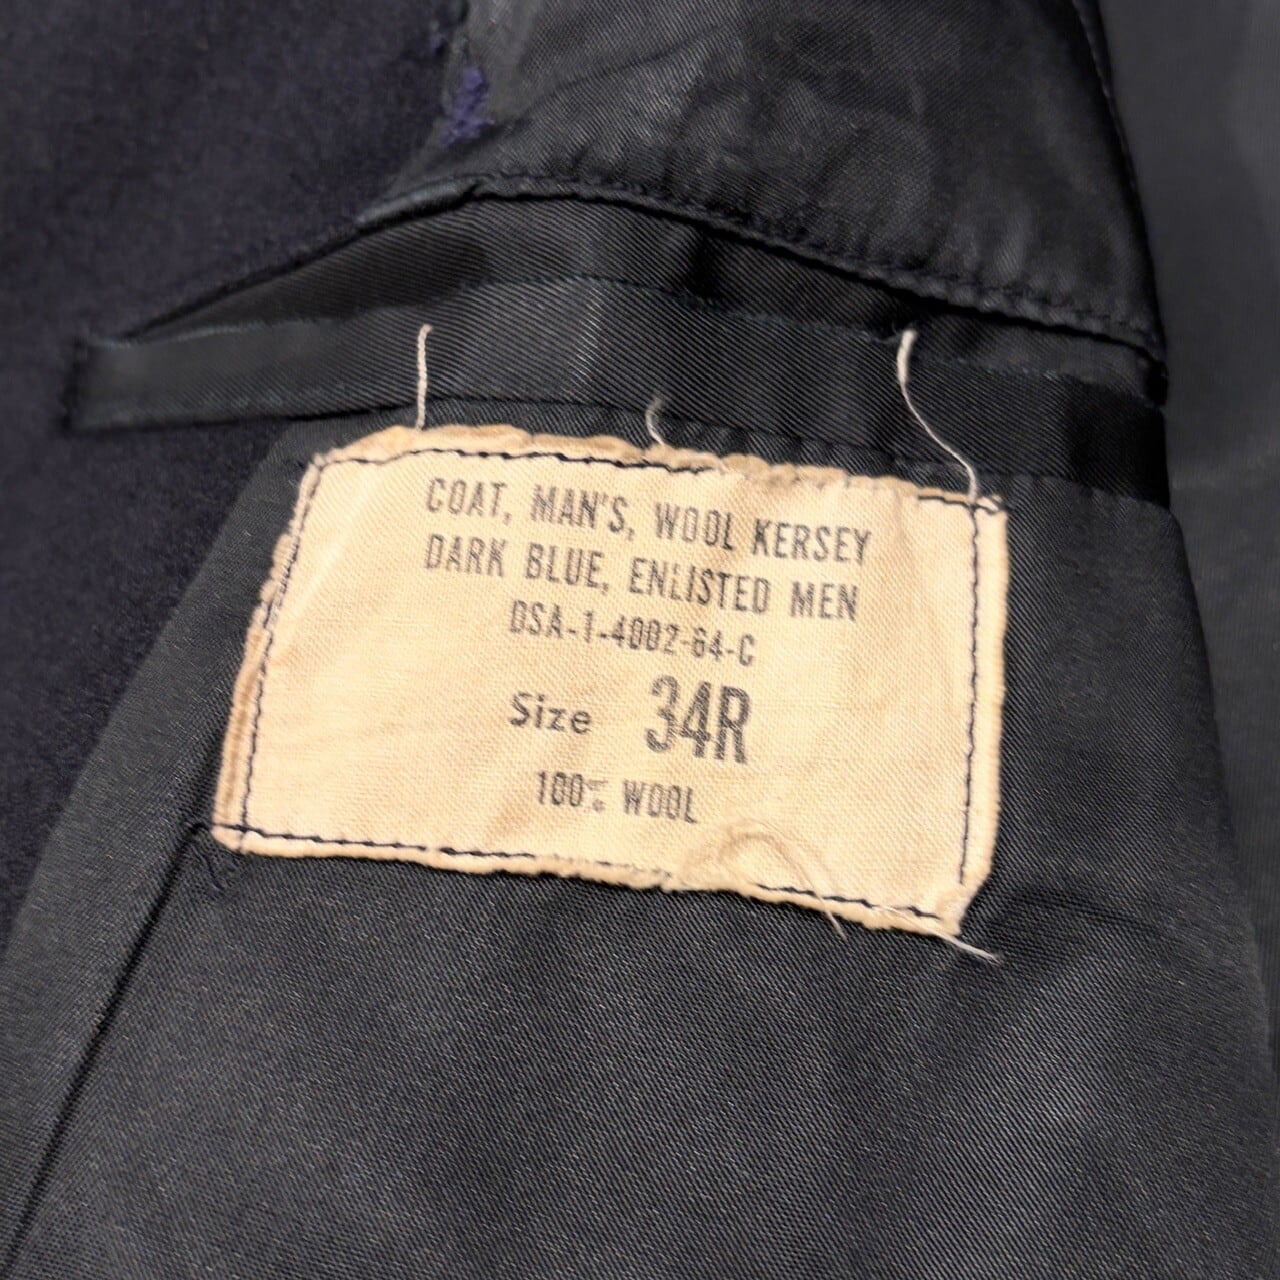 COAT, MAN'S, WOOL KERSEY
DARK BLUE, ENLISTED MEN
DSA-1-4002-64-C
Size 34R
100% WOOL